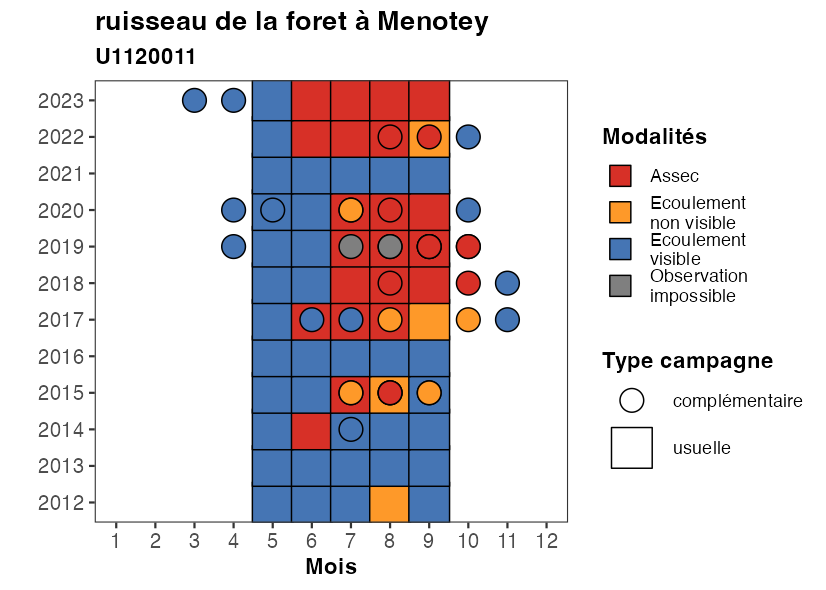 ruisseau de la foret à Menotey
U1120011
2023
2022
2021
2020
2019
2018
2017
2016
2015
2014
2013
2012
1 2 3 4 5 6 7 8 9 10 11 12
Mois
Modalités
Assec
Ecoulement
non visible
Ecoulement
visible
Observation
impossible
Type campagne
complémentaire
usuelle